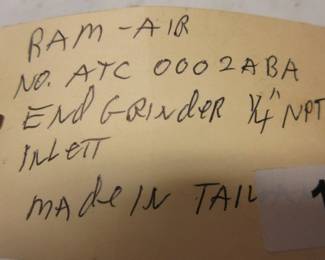 RAM-AIR
NO. ATC 0002ABA
END GRINDER 1/4" NPT
INLETT
MADE IN TAI